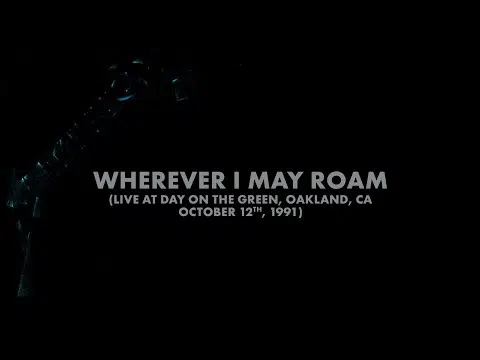 WHEREVER I MAY ROAM
(LIVE AT DAY ON THE GREEN, OAKLAND, CA
OCTOBER 12TH, 1991)